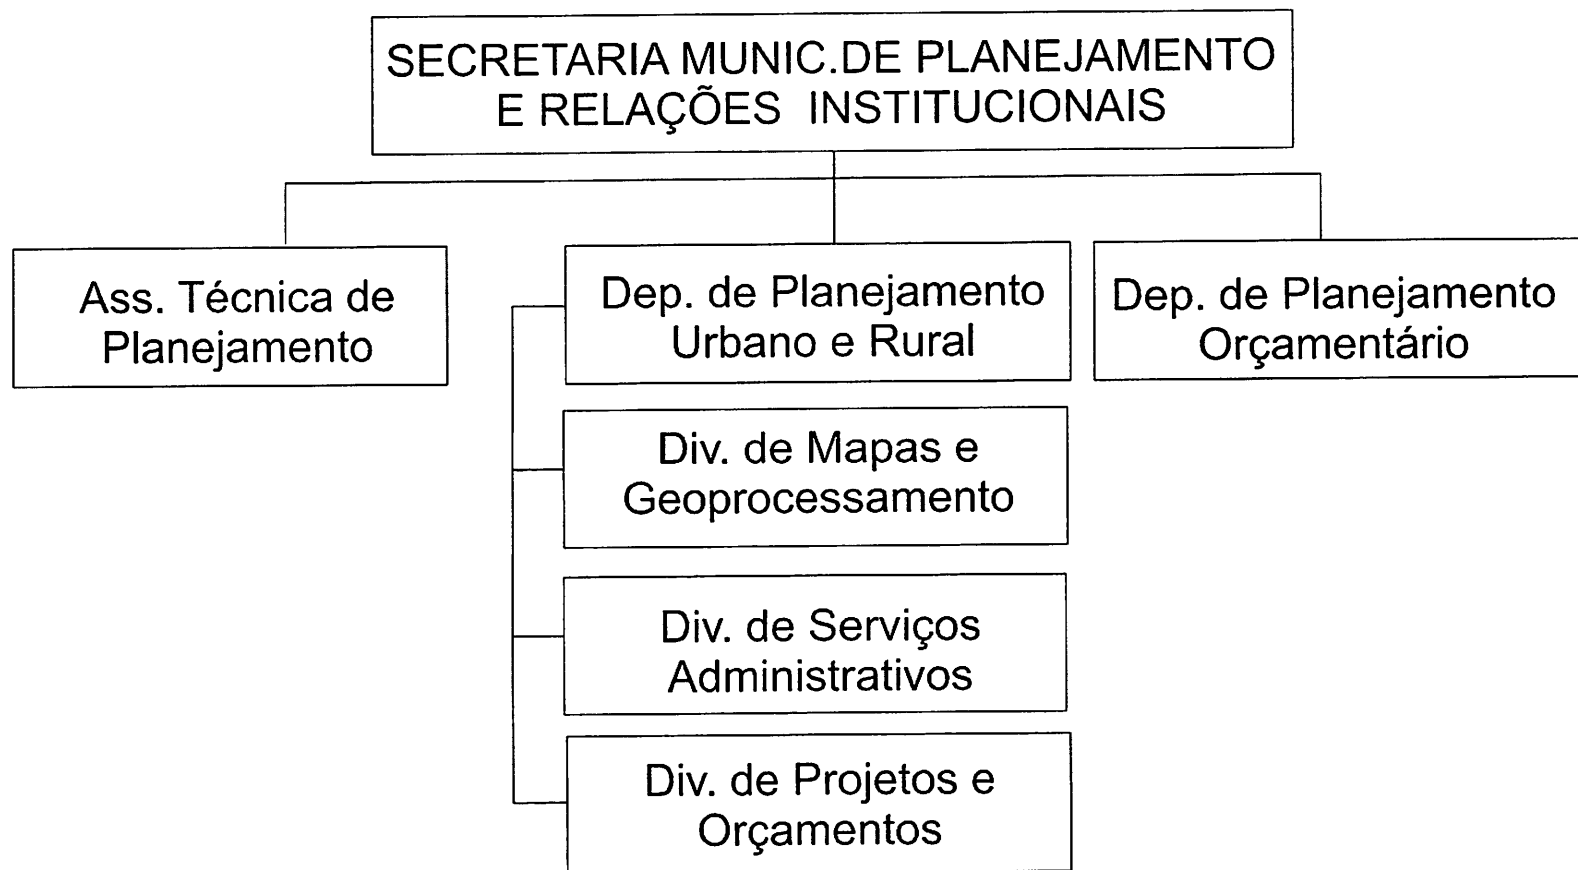 SECRETARIA MUNIC.DE PLANEJAMENTO
E RELAÇÕES INSTITUCIONAIS
Ass. Técnica de
Planejamento
Dep. de Planejamento
Urbano e Rural
Dep. de Planejamento
Orçamentário
Div. de Mapas e
Geoprocessamento
Div. de Serviços
Administrativos
Div. de Projetos e
Orçamentos